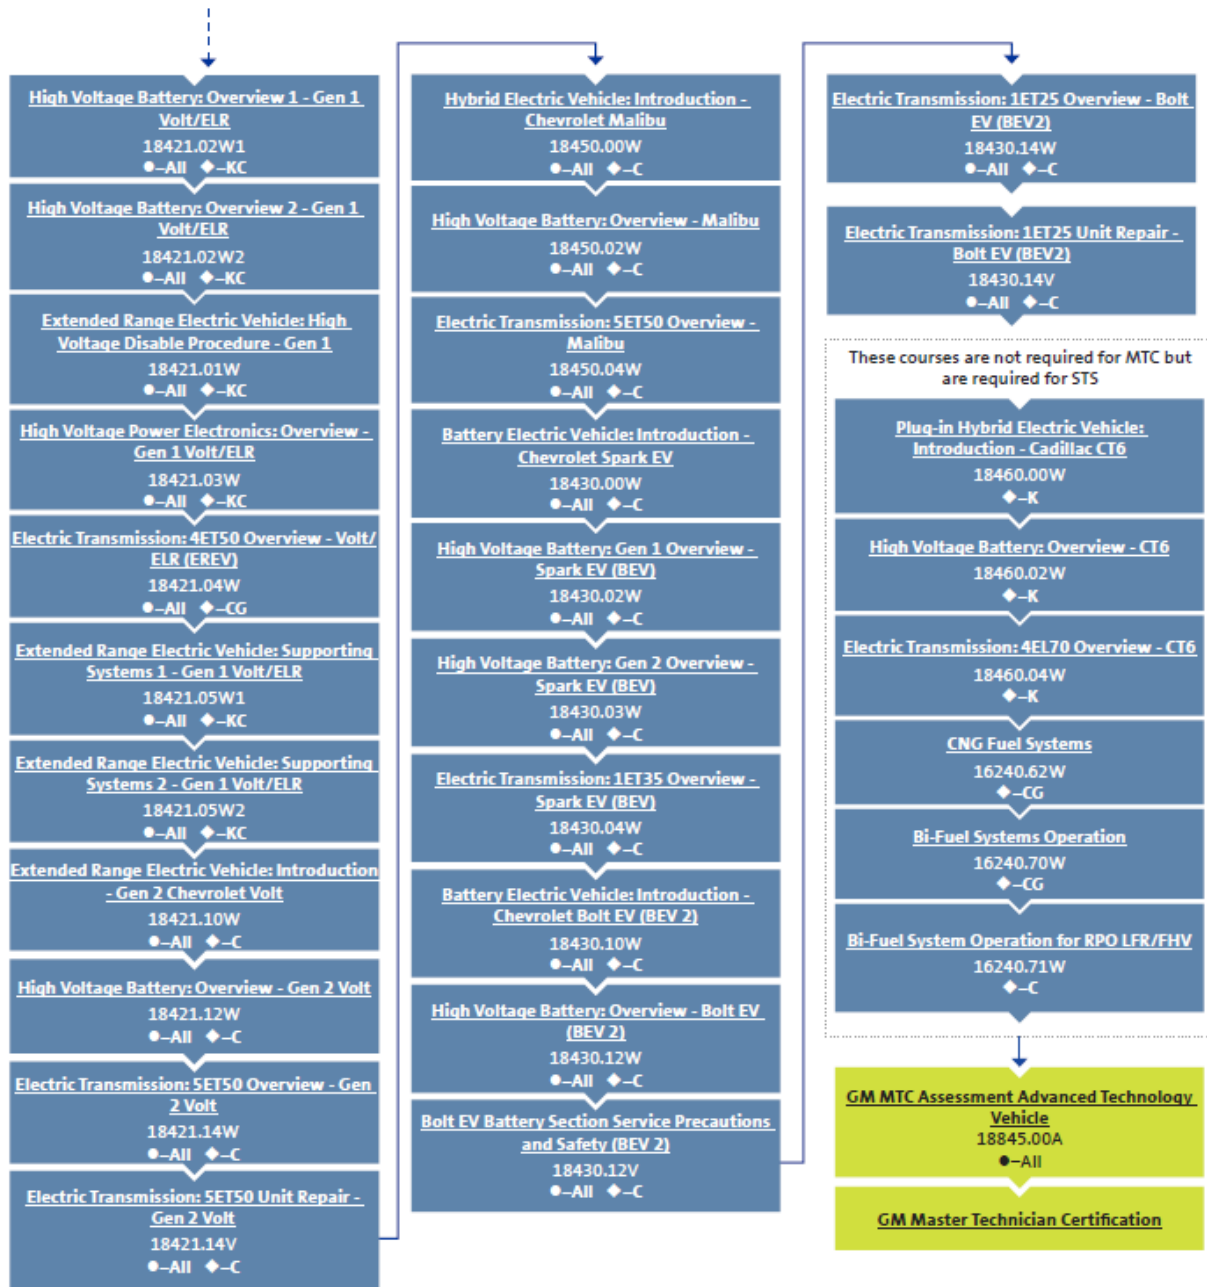 High Voltage Battery: Overview 1 - Gen 1
Volt/ELR
18421.02W1
●–All ◆–KC
High Voltage Battery: Overview 2 - Gen 1
Volt/ELR
18421.02W2
●–All ◆–KC
Extended Range Electric Vehicle: High
Voltage Disable Procedure - Gen 1
18421.01W
●–All ◆–KC
High Voltage Power Electronics: Overview -
Gen 1 Volt/ELR
18421.03W
●–All ◆–KC
Electric Transmission: 4ET50 Overview - Volt/
ELR (EREV)
18421.04W
●–All ◆–CG
Extended Range Electric Vehicle: Supporting
Systems 1 - Gen 1 Volt/ELR
18421.05W1
●–All ◆–KC
Extended Range Electric Vehicle: Supporting
Systems 2 - Gen 1 Volt/ELR
18421.05W2
●–All ◆–KC
Extended Range Electric Vehicle: Introduction
- Gen 2 Chevrolet Volt
18421.10W
●–All ◆–C
High Voltage Battery: Overview - Gen 2 Volt
18421.12W
●–All ◆–C
Electric Transmission: 5ET50 Overview - Gen
2 Volt
18421.14W
●–All ◆–C
Electric Transmission: 5ET50 Unit Repair -
Gen 2 Volt
18421.14V
●–All ◆–C
Hybrid Electric Vehicle: Introduction -
Chevrolet Malibu
18450.00W
●–All ◆–C
High Voltage Battery: Overview - Malibu
18450.02W
●–All ◆–C
Electric Transmission: 5ET50 Overview -
Malibu
18450.04W
●–All ◆–C
Battery Electric Vehicle: Introduction -
Chevrolet Spark EV
18430.00W
●–All ◆–C
High Voltage Battery: Gen 1 Overview -
Spark EV (BEV)
18430.02W
●–All ◆–C
High Voltage Battery: Gen 2 Overview -
Spark EV (BEV)
18430.03W
●–All ◆–C
Electric Transmission: 1ET35 Overview -
Spark EV (BEV)
18430.04W
●–All ◆–C
Battery Electric Vehicle: Introduction -
Chevrolet Bolt EV (BEV 2)
18430.10W
●–All ◆–C
High Voltage Battery: Overview - Bolt EV
(BEV 2)
18430.12W
●–All ◆–C
Bolt EV Battery Section Service Precautions
and Safety (BEV 2)
18430.12V
●–All ◆–C
Electric Transmission: 1ET25 Overview - Bolt
EV (BEV2)
18430.14W
●–All ◆–C
Electric Transmission: 1ET25 Unit Repair -
Bolt EV (BEV2)
18430.14V
●–All ◆–C
These courses are not required for MTC but
are required for STS
Plug-in Hybrid Electric Vehicle:
Introduction - Cadillac CT6
18460.00W
◆–K
High Voltage Battery: Overview - CT6
18460.02W
◆–K
Electric Transmission: 4EL70 Overview - CT6
18460.04W
◆–K
CNG Fuel Systems
16240.62W
◆–CG
Bi-Fuel Systems Operation
16240.70W
◆–CG
Bi-Fuel System Operation for RPO LFR/FHV
16240.71W
◆–C
GM MTC Assessment Advanced Technology
Vehicle
18845.00A
●–All
GM Master Technician Certification